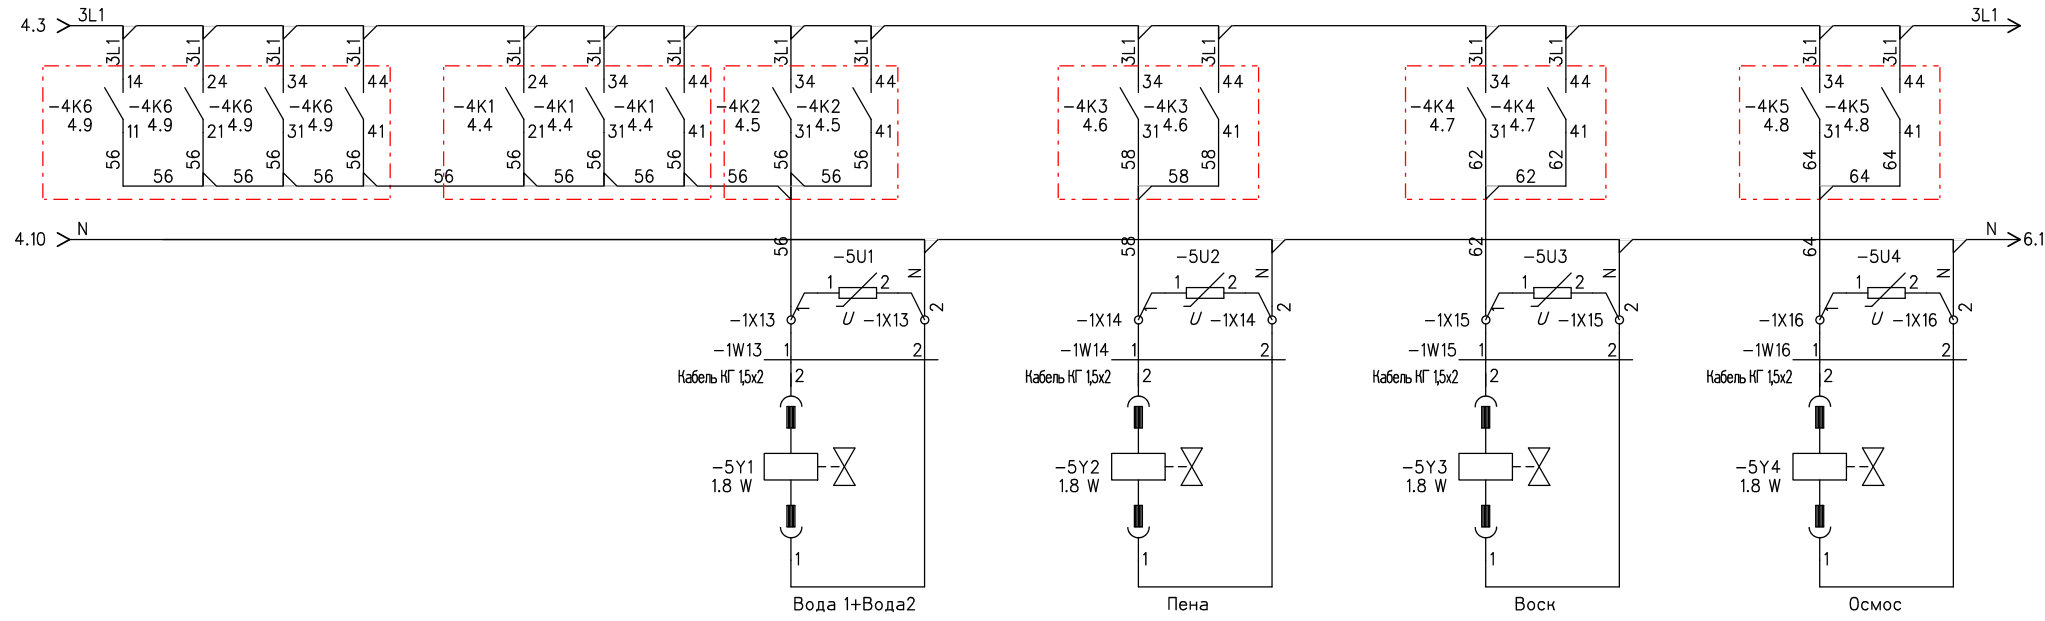 4.3 3L1 3L1
3L1 3L1 3L1 3L1 3L1 3L1 3L1 3L1 3L1 3L1 3L1 3L1 3L1 3L1 3L1
14 24 34 44 24 34 44 34 44 34 44 34 44 34 44
-4K6 -4K6 -4K6 -4K6 -4K1 -4K1 -4K1 -4K2 -4K2 -4K3 -4K3 -4K4 -4K4 -4K5 -4K5
4.9 4.9 4.9 4.9 4.4 4.4 4.4 4.5 4.5 4.6 4.6 4.7 4.7 4.8 4.8
11 21 31 41 21 31 41 31 41 31 41 31 41 31 41
56 56 56 56 56 56 56 56 56 58 58 62 62 64 64
56 56 56 56 56 56 56 56 58 62 64
4.10 N N 6.1
56 58 62 64
-5U1 -5U2 -5U3 -5U4
1 2 N 1 2 N 1 2 N 1 2 N
1 2 1 2 1 2 1 2
-1X13 U -1X13 -1X14 U -1X14 -1X15 U -1X15 -1X16 U -1X16
-1W13 1 2 -1W14 1 2 -1W15 1 2 -1W16 1 2
Кабель КГ 1,5х2 2 Кабель КГ 1,5х2 2 Кабель КГ 1,5х2 2 Кабель КГ 1,5х2 2
-5Y1 -5Y2 -5Y3 -5Y4
1.8 W 1.8 W 1.8 W 1.8 W
1 1 1 1
Вода 1+Вода2 Пена Воск Осмос